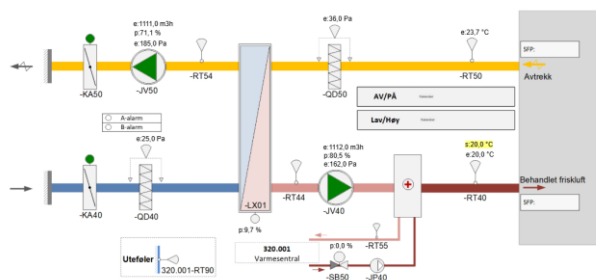 e:1111,0 m3h
p:71,1 %
e:185,0 Pa
e:36,0 Pa
e:23,7 °C
SFP:
-KA50
-JV50
-RT54
-QD50
-RT50
Avtrekk
AV/PÅ
Lav/Høy
A-alarm
B-alarm
e:25,0 Pa
e:1112,0 m3h
p:80,5 %
e:162,0 Pa
s:20,0 °C
e:20,0 °C
Behandlet friskluft
-KA40
-QD40
-LX01
-RT44
-JV40
-RT40
SFP:
p:9,7 %
-RT55
Uteføler
320.001-RT90
320.001
Varmesentral
p:0,0 %
-SB50
-JP40